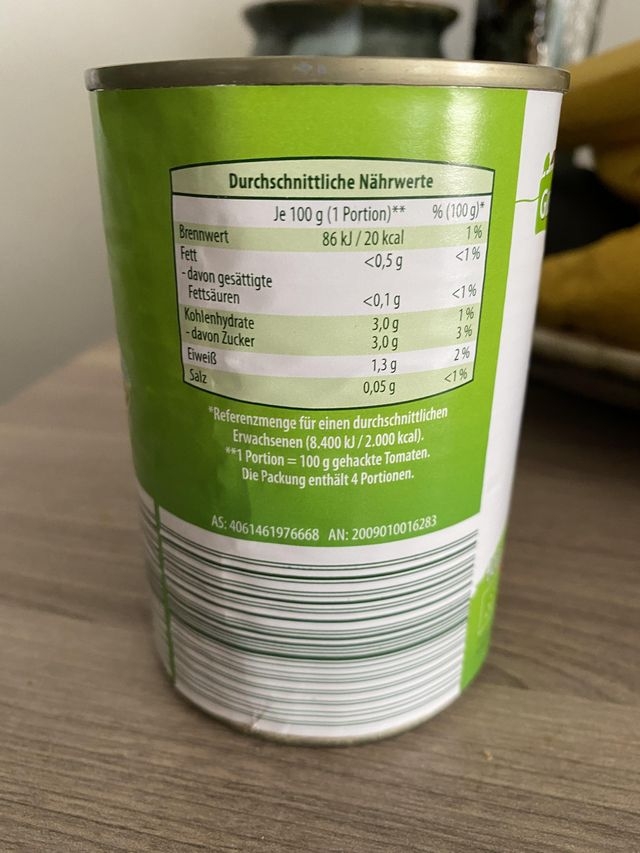 Durchschnittliche Nährwerte
Je 100 g (1 Portion)** % (100 g)*
Brennwert 86 kJ / 20 kcal 1 %
Fett <0,5 g <1 %
- davon gesättigte
Fettsäuren <0,1 g <1 %
Kohlenhydrate 3,0 g 1 %
- davon Zucker 3,0 g 3 %
Eiweiß 1,3 g 2 %
Salz 0,05 g <1 %
*Referenzmenge für einen durchschnittlichen
Erwachsenen (8.400 kJ / 2.000 kcal).
**1 Portion = 100 g gehackte Tomaten.
Die Packung enthält 4 Portionen.
AS: 4061461976668 AN: 2009010016283